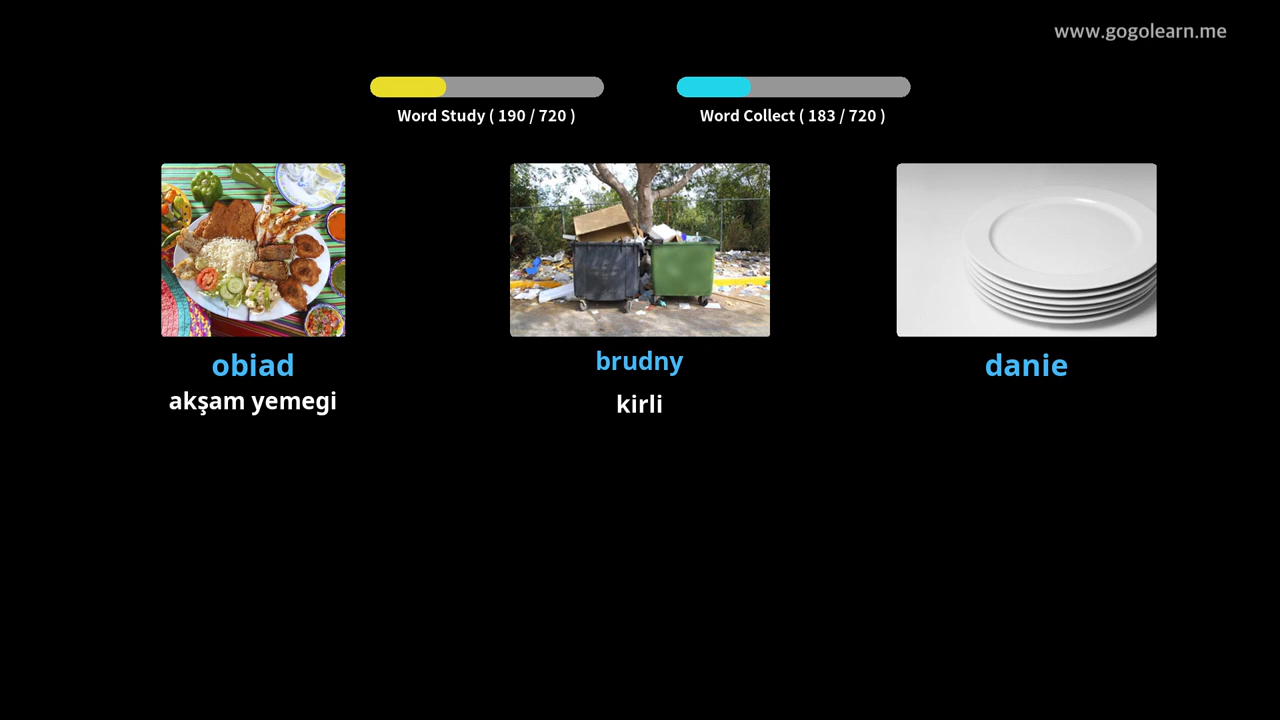 www.gogolearn.me
Word Study ( 190 / 720 )
Word Collect ( 183 / 720 )
obiad
akşam yemegi
brudny
kirli
danie